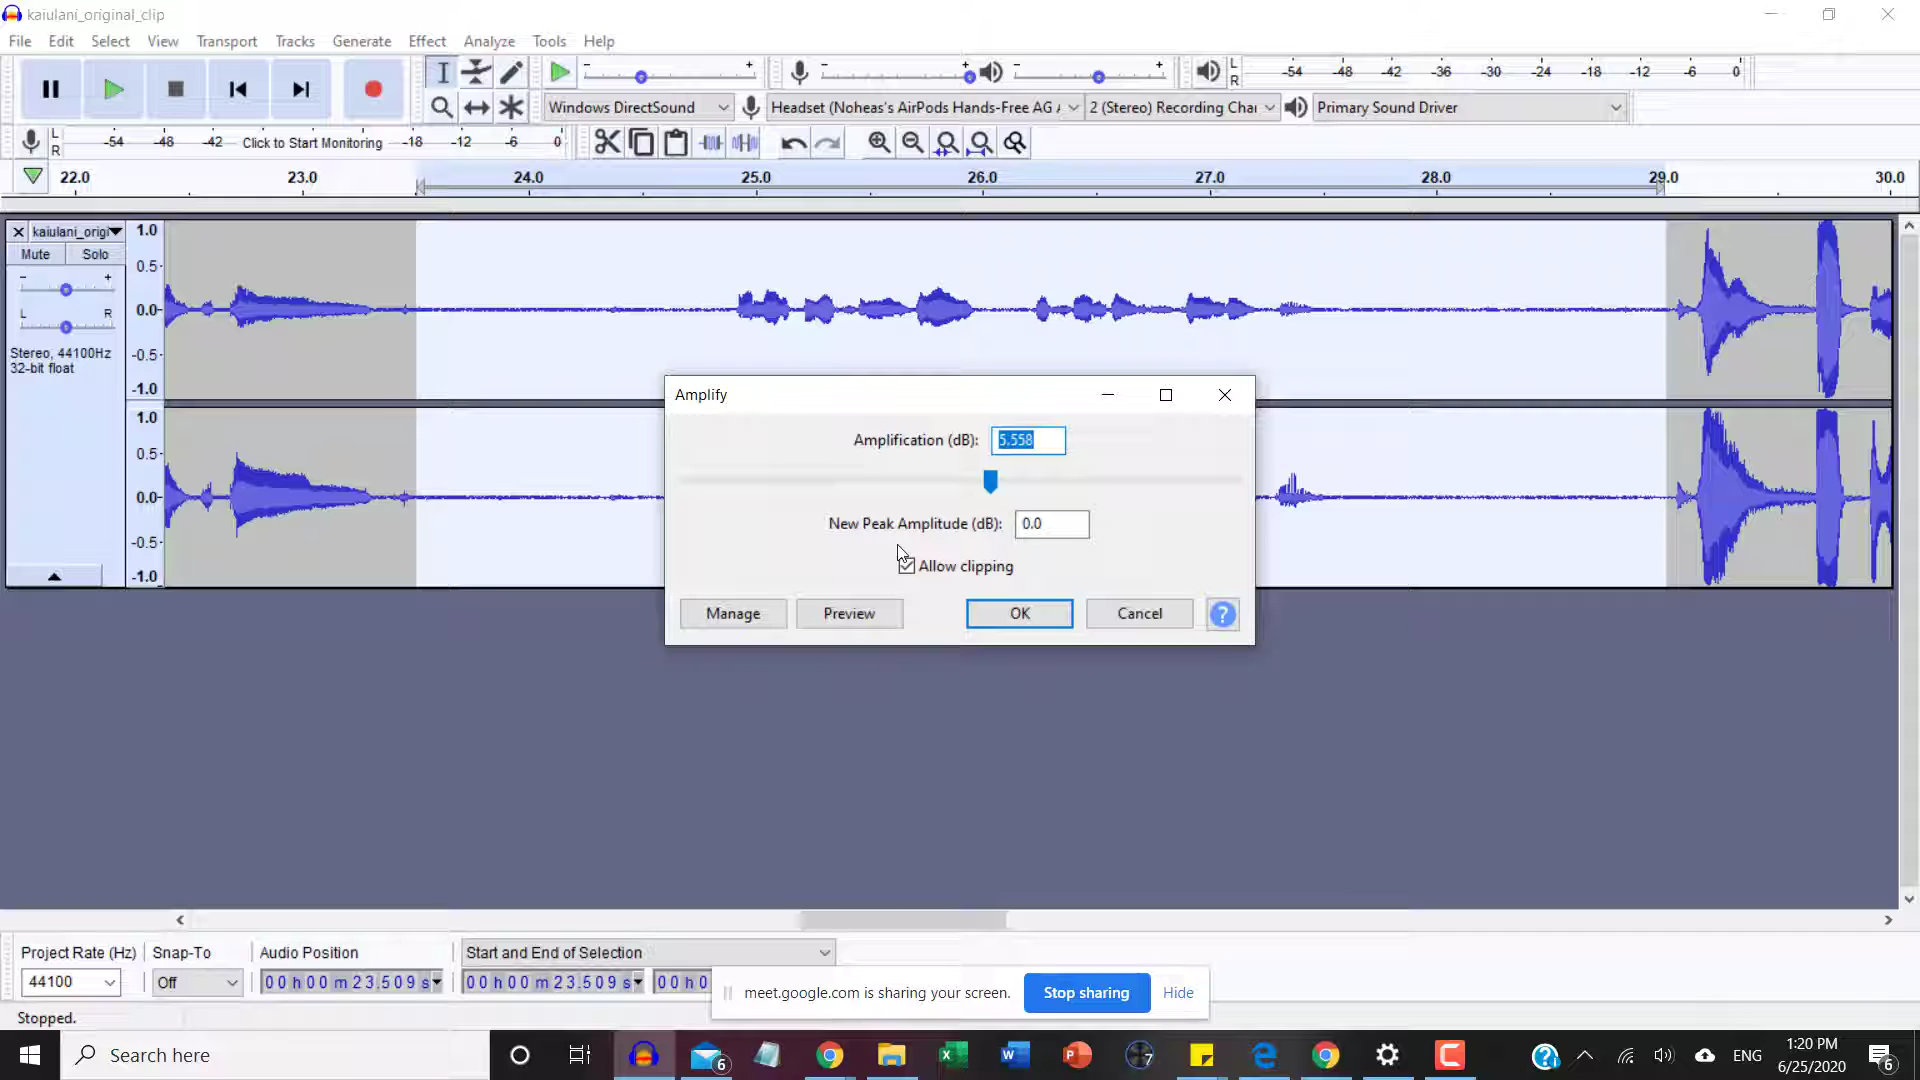 kaiulani_original_clip
File Edit Select View Transport Tracks Generate Effect Analyze Tools Help
-54 -48 -42 -36 -30 -24 -18 -12 -6 0
L
R
Windows DirectSound
Headset (Noheas's AirPods Hands-Free AG
2 (Stereo) Recording Chai
Primary Sound Driver
L
R
-54 -48 -42 Click to Start Monitoring -18 -12 -6 0
22.0 23.0 24.0 25.0 26.0 27.0 28.0 29.0 30.0
kaiulani_origi
Mute Solo
- +
L R
Stereo, 44100Hz
32-bit float
1.0
0.5
0.0
-0.5
-1.0
1.0
0.5
0.0
-0.5
-1.0
Amplify
Amplification (dB): 5.558
New Peak Amplitude (dB): 0.0
Allow clipping
Manage Preview OK Cancel ?
Project Rate (Hz) Snap-To Audio Position Start and End of Selection
44100 Off 00 h 00 m 23.509 s 00 h 00 m 23.509 s 00 h 0
meet.google.com is sharing your screen. Stop sharing Hide
Stopped.
Search here
6
7
ENG
1:20 PM
6/25/2020
6